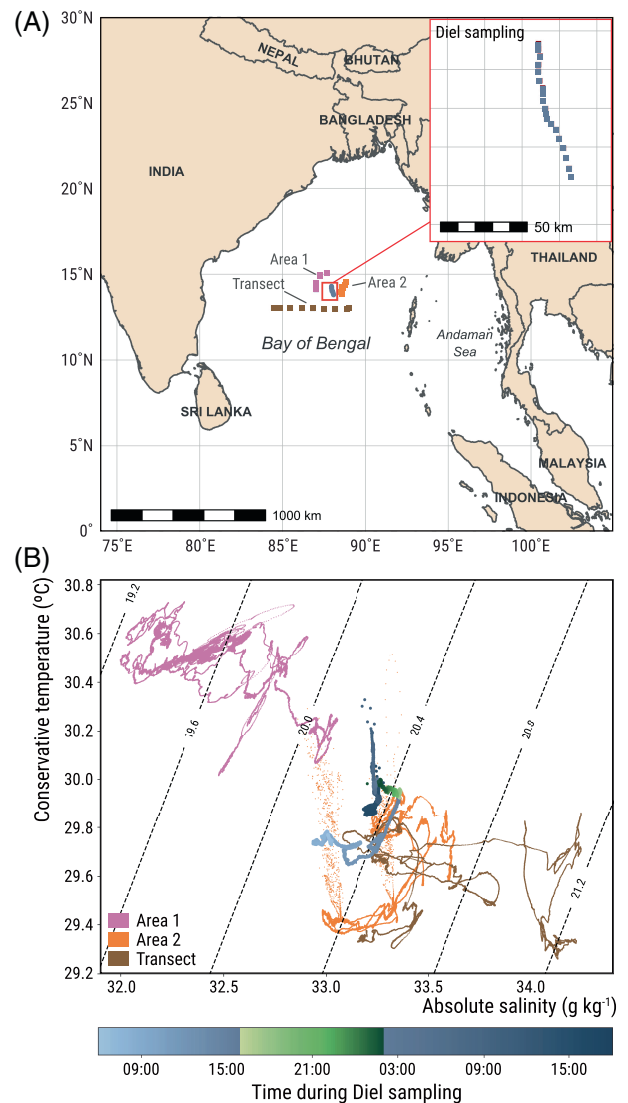 (A)
30°N
25°N
20°N
15°N
10°N
5°N
0°
75°E
80°E
85°E
90°E
95°E
100°E
NEPAL
BHUTAN
BANGLADESH
INDIA
Diel sampling
50 km
THAILAND
Area 1
Area 2
Transect
Bay of Bengal
Andaman
Sea
SRI LANKA
MALAYSIA
INDONESIA
1000 km
(B)
Conservative temperature (ºC)
30.8
30.6
30.4
30.2
30.0
29.8
29.6
29.4
29.2
19.2
19.6
20.0
20.4
20.8
21.2
Area 1
Area 2
Transect
32.0
32.5
33.0
33.5
34.0
Absolute salinity (g kg⁻¹)
09:00
15:00
21:00
03:00
09:00
15:00
Time during Diel sampling